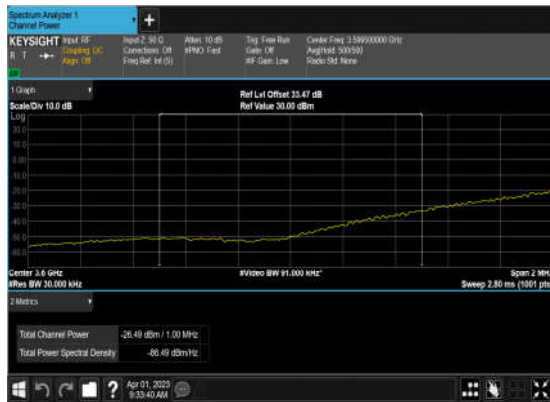 Spectrum Analyzer 1
Channel Power
+
KEYSIGHT Input: RF
R T Coupling: DC
Align: Off
Input Z: 50 Ω
Corrections: Off
Freq Ref: Int (S)
Atten: 10 dB
#PNO: Fast
Trig: Free Run
Gate: Off
#IF Gain: Low
Center Freq: 3.599500000 GHz
Avg|Hold: 500/500
Radio Std: None
1 Graph
Ref Lvl Offset 33.47 dB
Scale/Div 10.0 dB
Ref Value 30.00 dBm
Log
10.0
0.00
Center 3.6 GHz
#Video BW 91.000 kHz*
Span 2 MHz
#Res BW 30.000 kHz
Sweep 2.80 ms (1001 pts
2 Metrics
Total Channel Power -26.49 dBm / 1.00 MHz
Total Power Spectral Density -86.49 dBm/Hz
?
Apr 01, 2023
9:33:40 AM